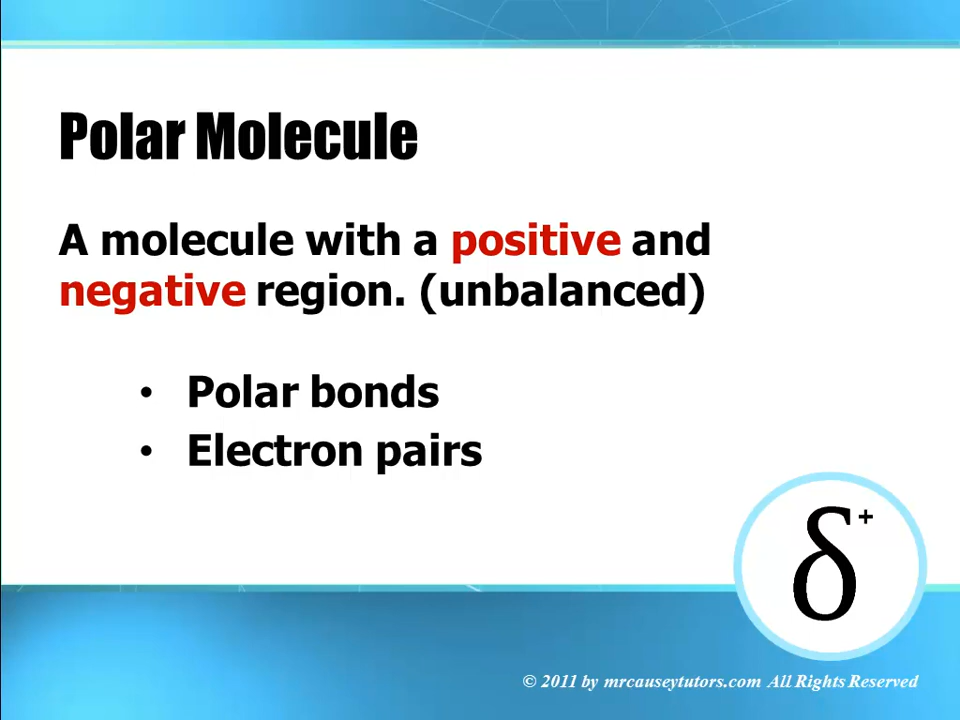 Polar Molecule
A molecule with a positive and
negative region. (unbalanced)
• Polar bonds
• Electron pairs
δ+
© 2011 by mrcauseytutors.com All Rights Reserved